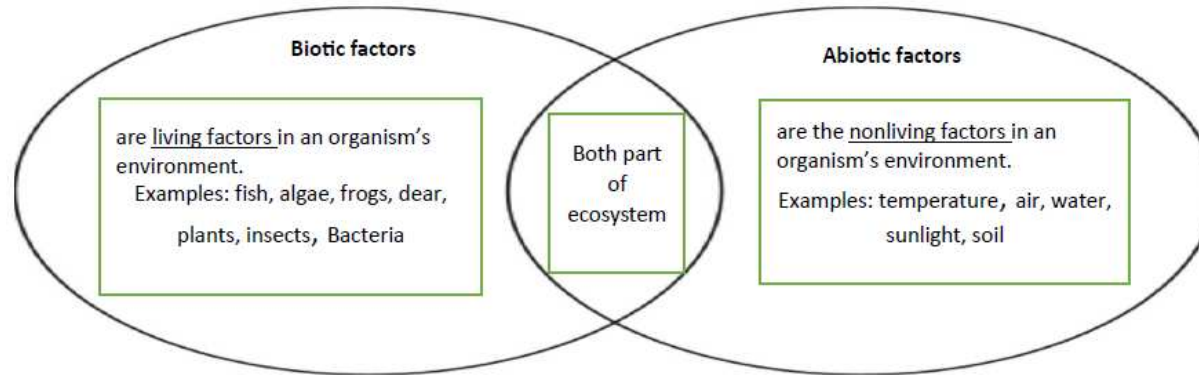 Biotic factors
are living factors in an organism's
environment.
Examples: fish, algae, frogs, dear,
plants, insects, Bacteria
Both part
of
ecosystem
Abiotic factors
are the nonliving factors in an
organism's environment.
Examples: temperature, air, water,
sunlight, soil